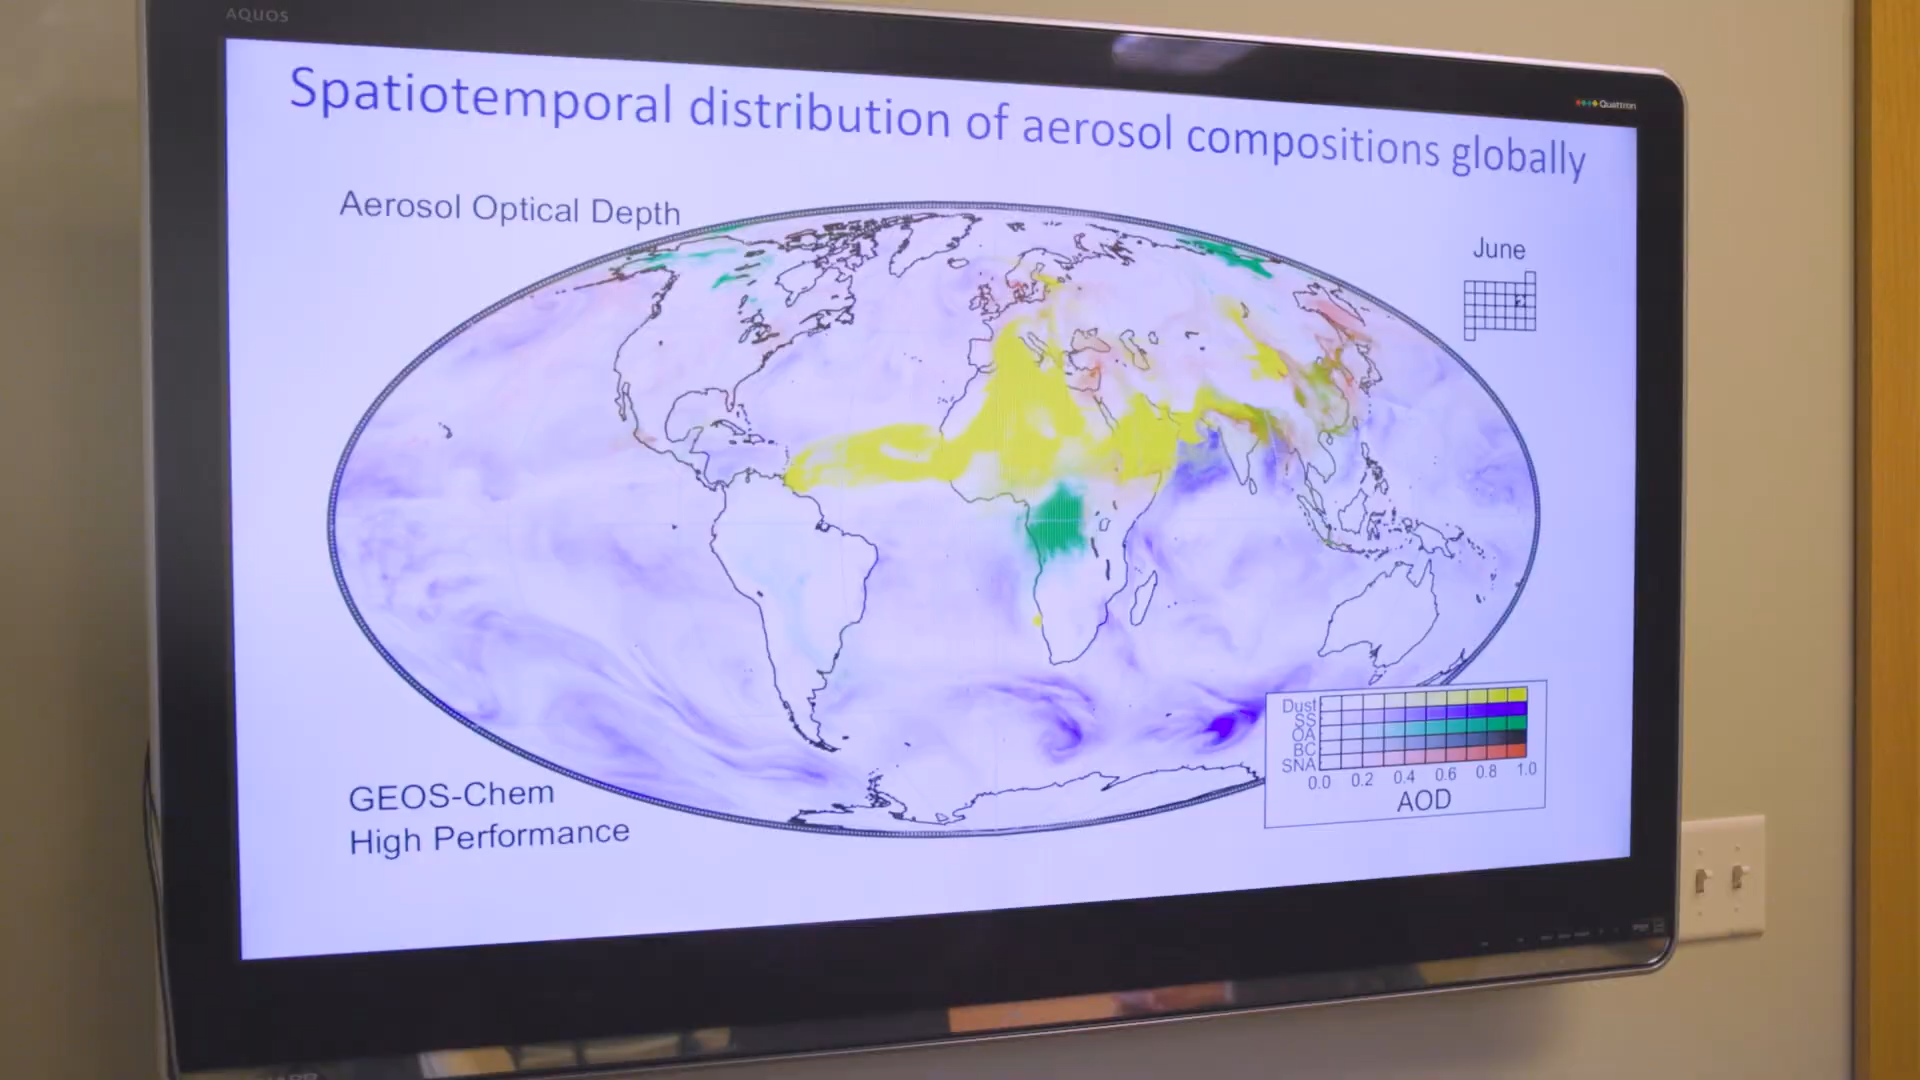 AQUOS
Quattron
Spatiotemporal distribution of aerosol compositions globally
Aerosol Optical Depth
June
Dust
SS
OA
BC
SNA
0.0 0.2 0.4 0.6 0.8 1.0
AOD
GEOS-Chem
High Performance